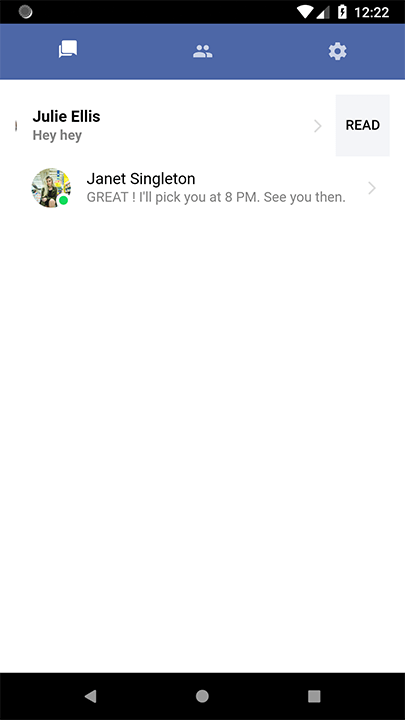 12:22
Julie Ellis
Hey hey
READ
Janet Singleton
GREAT ! I'll pick you at 8 PM. See you then.